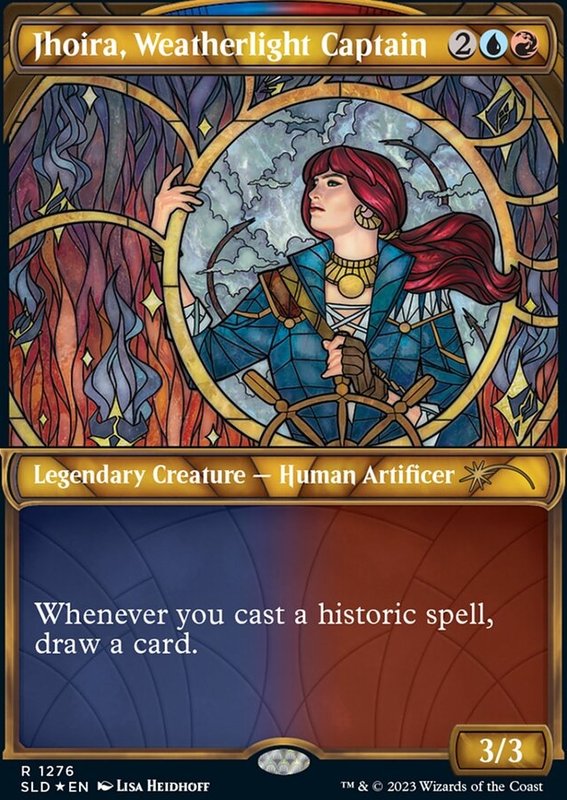 Jhoira, Weatherlight Captain 2
Legendary Creature — Human Artificer
Whenever you cast a historic spell,
draw a card.
3/3
R 1276
SLD ★ EN Lisa Heidhoff
™ & © 2023 Wizards of the Coast